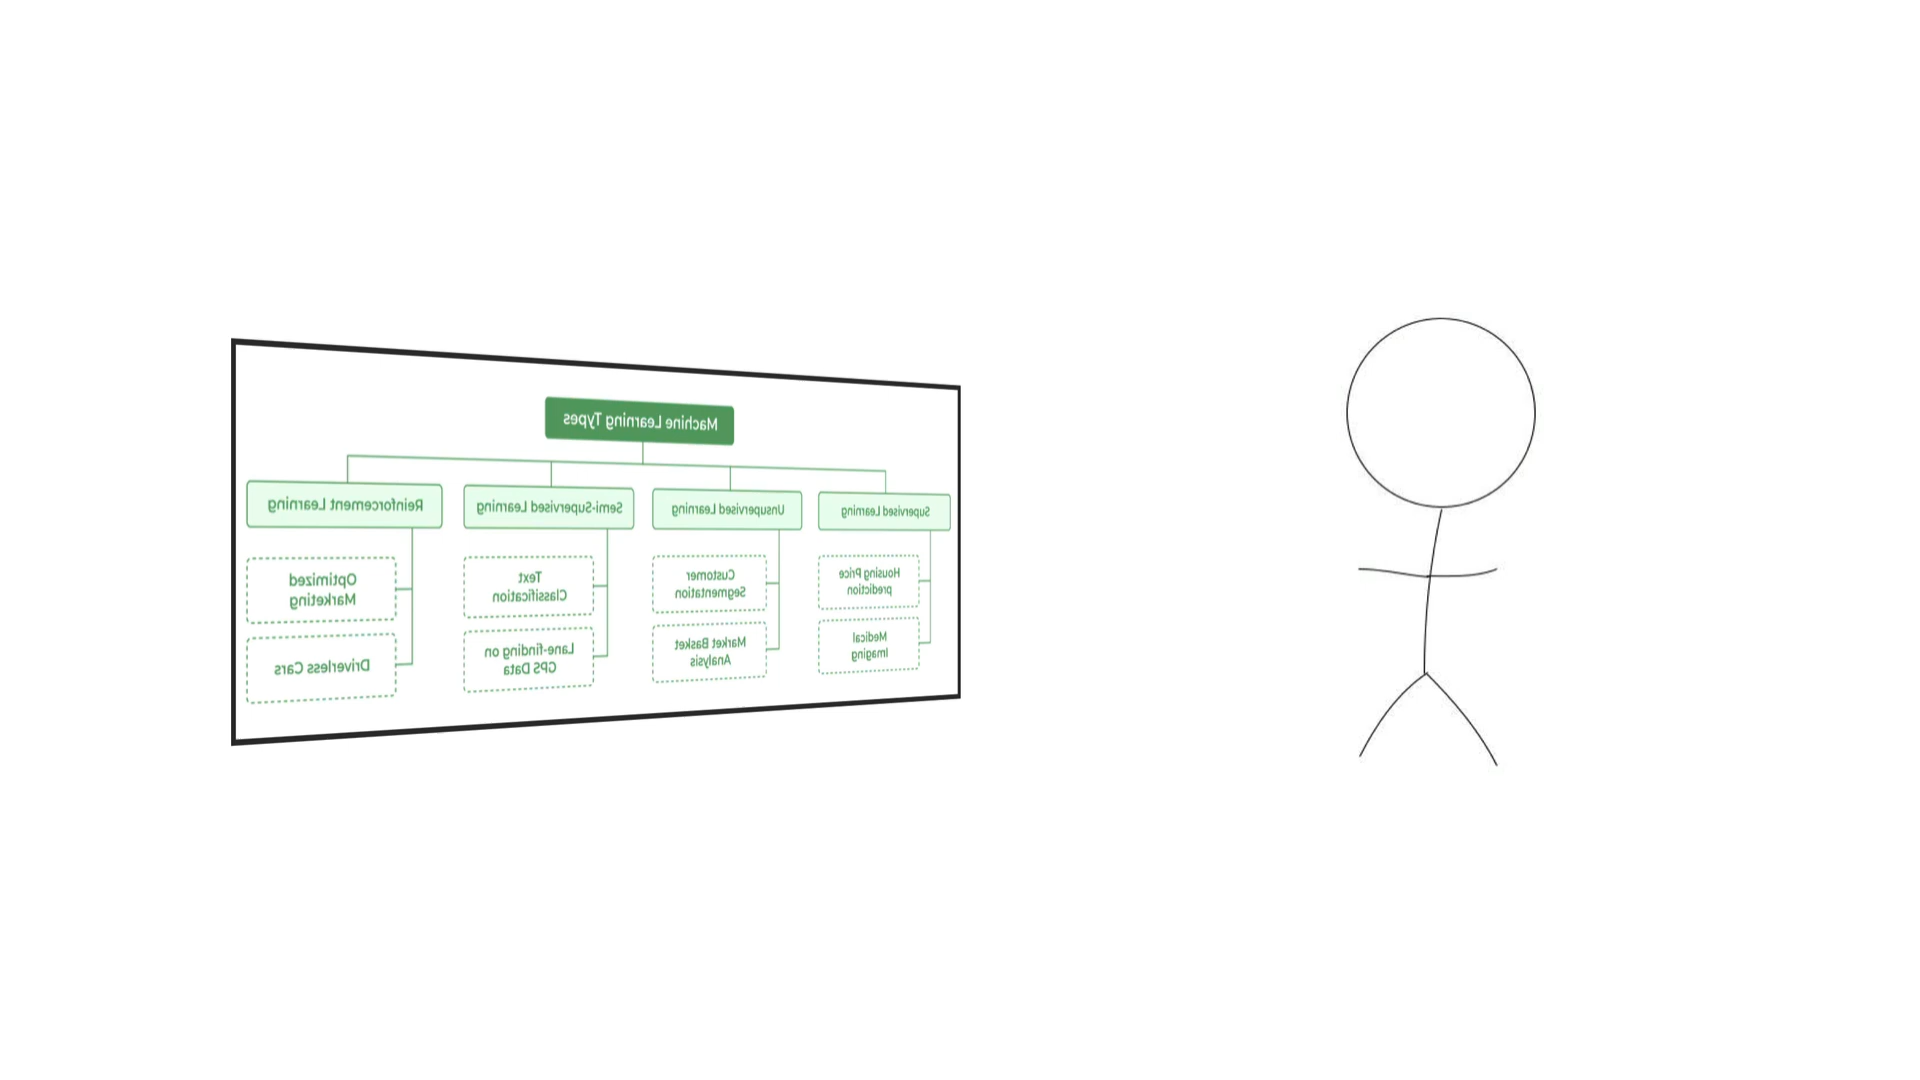 Machine Learning Types
Supervised Learning
Unsupervised Learning
Semi-Supervised Learning
Reinforcement Learning
Housing Price
prediction
Medical
Imaging
Customer
Segmentation
Market Basket
Analysis
Text
Classification
Lane-finding on
GPS Data
Optimized
Marketing
Driverless Cars